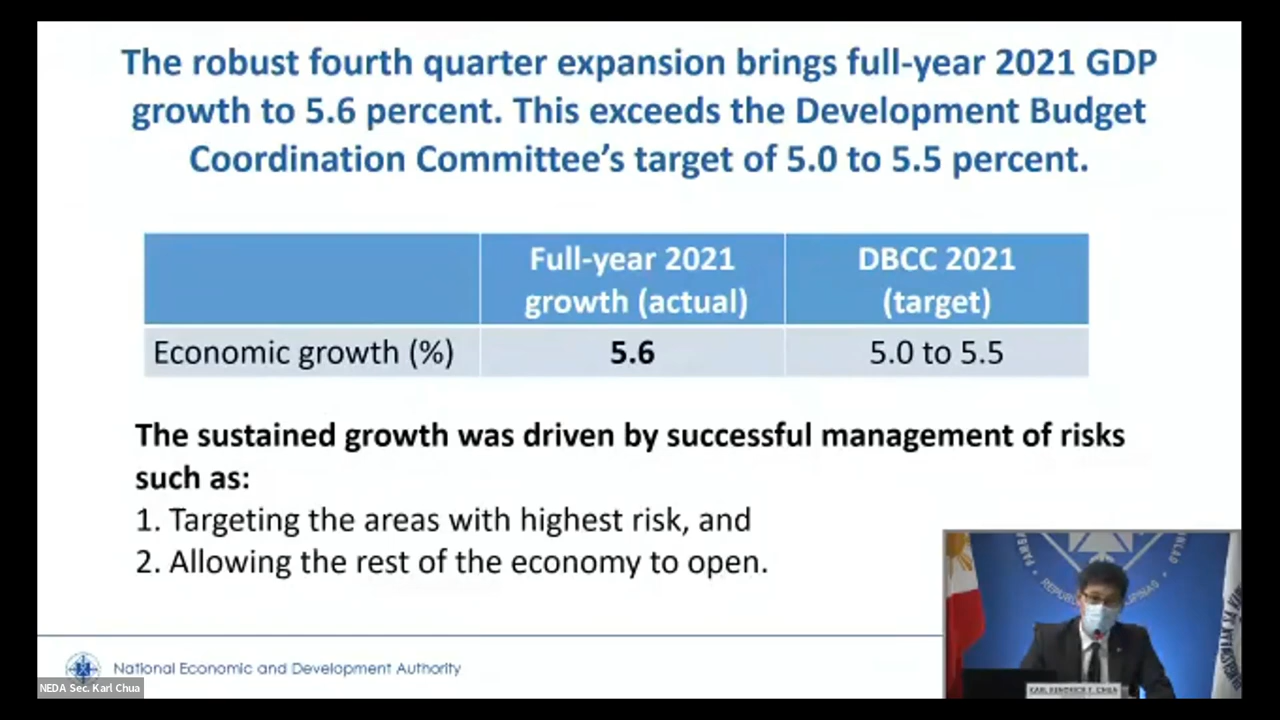 The robust fourth quarter expansion brings full-year 2021 GDP
growth to 5.6 percent. This exceeds the Development Budget
Coordination Committee's target of 5.0 to 5.5 percent.
Full-year 2021
growth (actual)
DBCC 2021
(target)
Economic growth (%)
5.6
5.0 to 5.5
The sustained growth was driven by successful management of risks
such as:
1. Targeting the areas with highest risk, and
2. Allowing the rest of the economy to open.
National Economic and Development Authority
NEDA Sec. Karl Chua
KARL KENDRICK T. CHUA